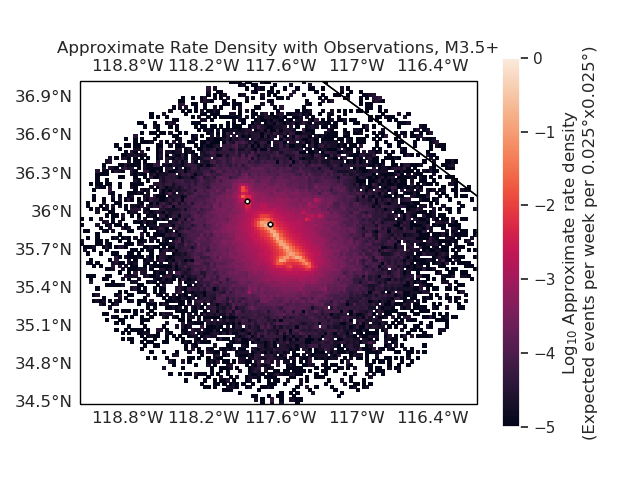 Approximate Rate Density with Observations, M3.5+
118.8°W 118.2°W 117.6°W 117°W 116.4°W
36.9°N
36.6°N
36.3°N
36°N
35.7°N
35.4°N
35.1°N
34.8°N
34.5°N
118.8°W 118.2°W 117.6°W 117°W 116.4°W
0
−1
−2
−3
−4
−5
Log₁₀ Approximate rate density
(Expected events per week per 0.025°x0.025°)